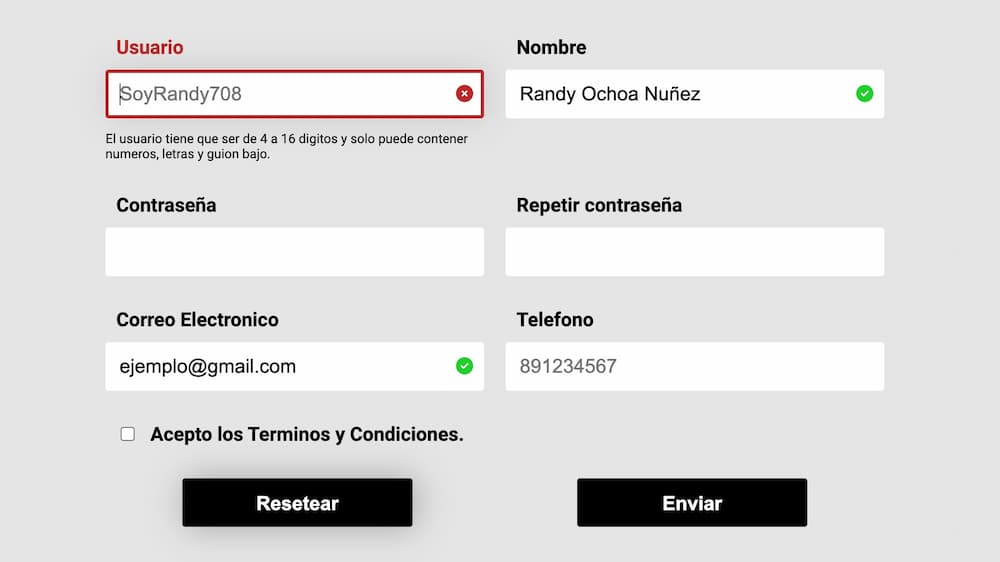 Usuario
Nombre
SoyRandy708
Randy Ochoa Nuñez
El usuario tiene que ser de 4 a 16 digitos y solo puede contener
numeros, letras y guion bajo.
Contraseña
Repetir contraseña
Correo Electronico
Telefono
ejemplo@gmail.com
891234567
Acepto los Terminos y Condiciones.
Resetear
Enviar